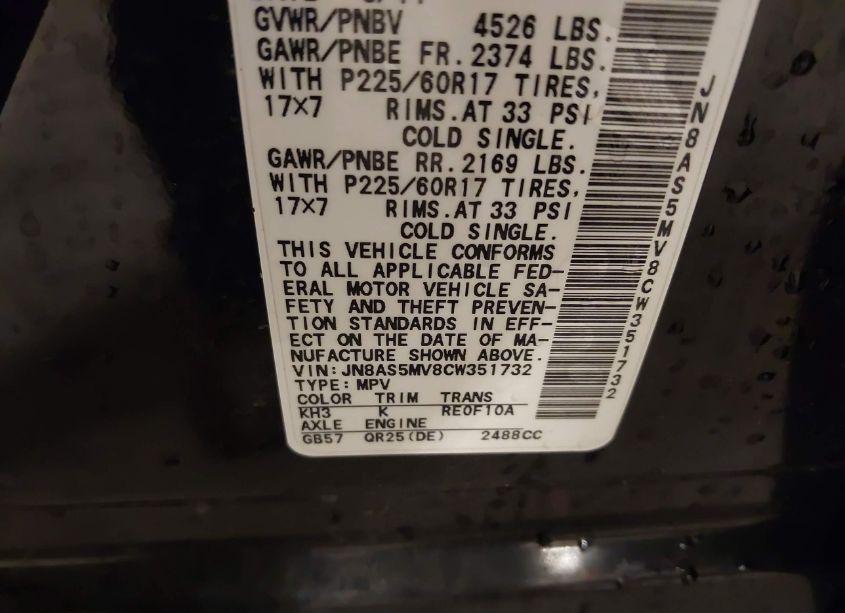 GVWR/PNBV 4526 LBS.
GAWR/PNBE FR. 2374 LBS.
WITH P225/60R17 TIRES,
17×7 RIMS. AT 33 PSI
COLD SINGLE.
GAWR/PNBE RR. 2169 LBS.
WITH P225/60R17 TIRES,
17×7 RIMS. AT 33 PSI
COLD SINGLE.
THIS VEHICLE CONFORMS
TO ALL APPLICABLE FED-
ERAL MOTOR VEHICLE SA-
FETY AND THEFT PREVEN-
TION STANDARDS IN EFF-
ECT ON THE DATE OF MA-
NUFACTURE SHOWN ABOVE.
VIN: JN8AS5MV8CW351732
TYPE: MPV
COLOR TRIM TRANS
KH3 K RE0F10A
AXLE ENGINE
GB57 QR25(DE) 2488CC
JN8AS5MV8CW351732